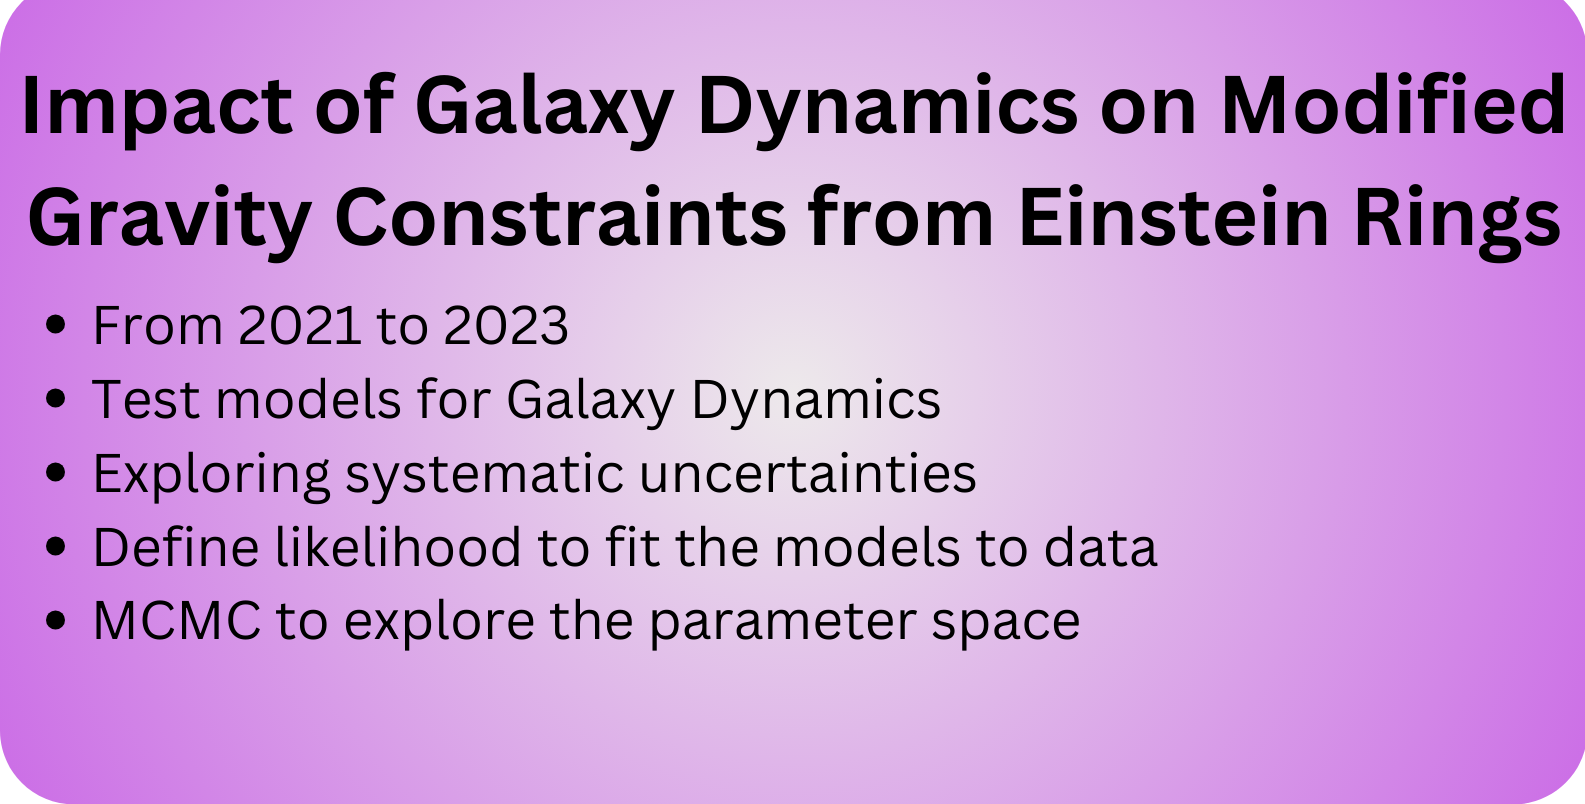 Impact of Galaxy Dynamics on Modified
Gravity Constraints from Einstein Rings
• From 2021 to 2023
• Test models for Galaxy Dynamics
• Exploring systematic uncertainties
• Define likelihood to fit the models to data
• MCMC to explore the parameter space